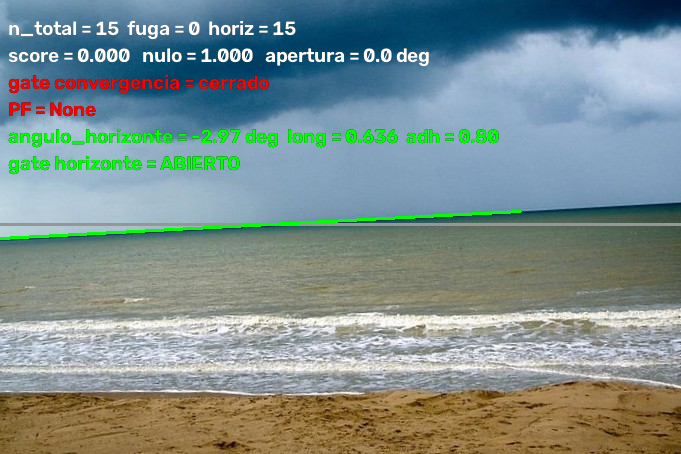 n_total = 15 fuga = 0 horiz = 15
score = 0.000 nulo = 1.000 apertura = 0.0 deg
gate convergencia = cerrado
PF = None
angulo_horizonte = -2.97 deg long = 0.636 adh = 0.80
gate horizonte = ABIERTO